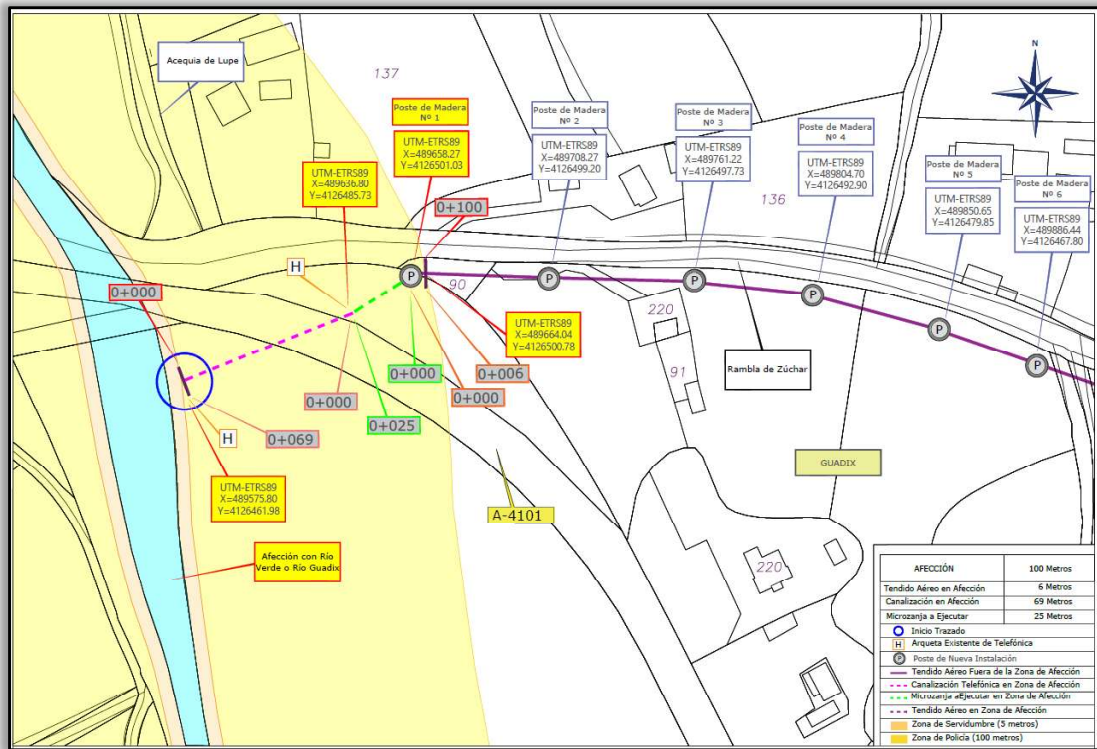 N
137
Acequia de Lupe
Poste de Madera
Nº 1
UTM-ETRS89
X=489658.27
Y=4126501.03
Poste de Madera
Nº 2
UTM-ETRS89
X=489708.27
Y=4126499.20
Poste de Madera
Nº 3
UTM-ETRS89
X=489761.22
Y=4126497.73
Poste de Madera
Nº 4
UTM-ETRS89
X=489804.70
Y=4126492.90
Poste de Madera
Nº 5
UTM-ETRS89
X=489850.65
Y=4126479.85
Poste de Madera
Nº 6
UTM-ETRS89
X=489886.44
Y=4126467.80
UTM-ETRS89
X=489636.80
Y=4126485.73
136
0+100
H
P
P
P
P
P
P
90
0+000
220
UTM-ETRS89
X=489664.04
Y=4126500.78
0+000
0+006
0+000
0+000
0+025
91
Rambla de Zúchar
H
0+069
UTM-ETRS89
X=489575.80
Y=4126461.98
GUADIX
A-4101
Afección con Río
Verde o Río Guadix
220
AFECCIÓN 100 Metros
Tendido Aéreo en Afección 6 Metros
Canalización en Afección 69 Metros
Microzanja a Ejecutar 25 Metros
Inicio Trazado
H Arqueta Existente de Telefónica
P Poste de Nueva Instalación
Tendido Aéreo Fuera de la Zona de Afección
Canalización Telefónica en Zona de Afección
Microzanja aEjecutar en Zona de Afección
Tendido Aéreo en Zona de Afección
Zona de Servidumbre (5 metros)
Zona de Policía (100 metros)